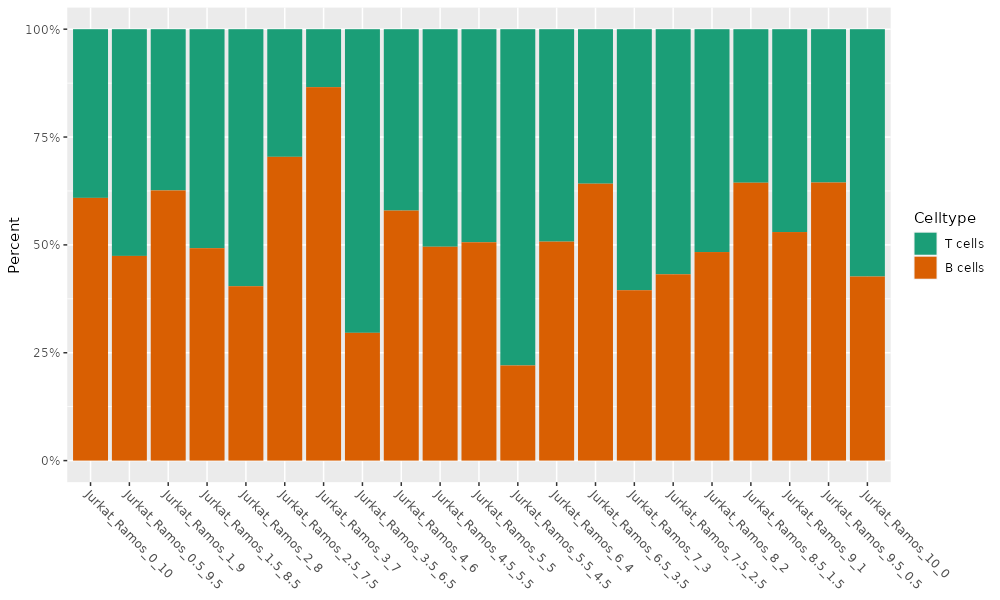 100%
75%
50%
25%
0%
Percent
Jurkat_Ramos_0_10
Jurkat_Ramos_0.5_9.5
Jurkat_Ramos_1_9
Jurkat_Ramos_1.5_8.5
Jurkat_Ramos_2_8
Jurkat_Ramos_2.5_7.5
Jurkat_Ramos_3_7
Jurkat_Ramos_3.5_6.5
Jurkat_Ramos_4_6
Jurkat_Ramos_4.5_5.5
Jurkat_Ramos_5_5
Jurkat_Ramos_5.5_4.5
Jurkat_Ramos_6_4
Jurkat_Ramos_6.5_3.5
Jurkat_Ramos_7_3
Jurkat_Ramos_7.5_2.5
Jurkat_Ramos_8_2
Jurkat_Ramos_8.5_1.5
Jurkat_Ramos_9_1
Jurkat_Ramos_9.5_0.5
Jurkat_Ramos_10_0
Celltype
T cells
B cells